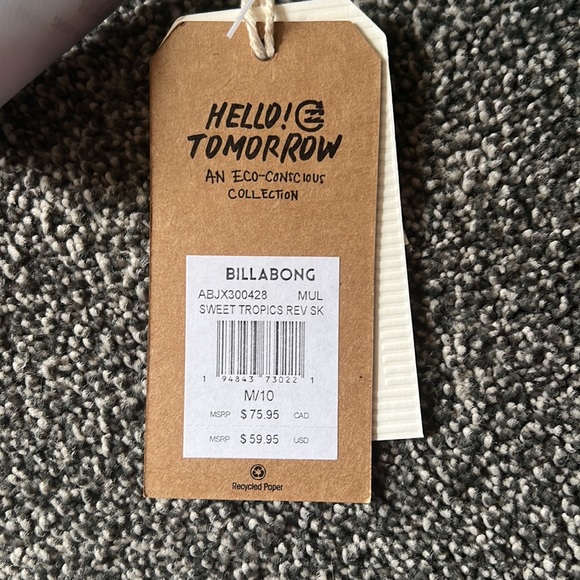 HELLO!
TOMORROW
AN ECO-CONSCIOUS
COLLECTION
BILLABONG
ABJX300428 MUL
SWEET TROPICS REV SK
1 94843 73022 1
M/10
MSRP $75.95 CAD
MSRP $59.95 USD
Recycled Paper